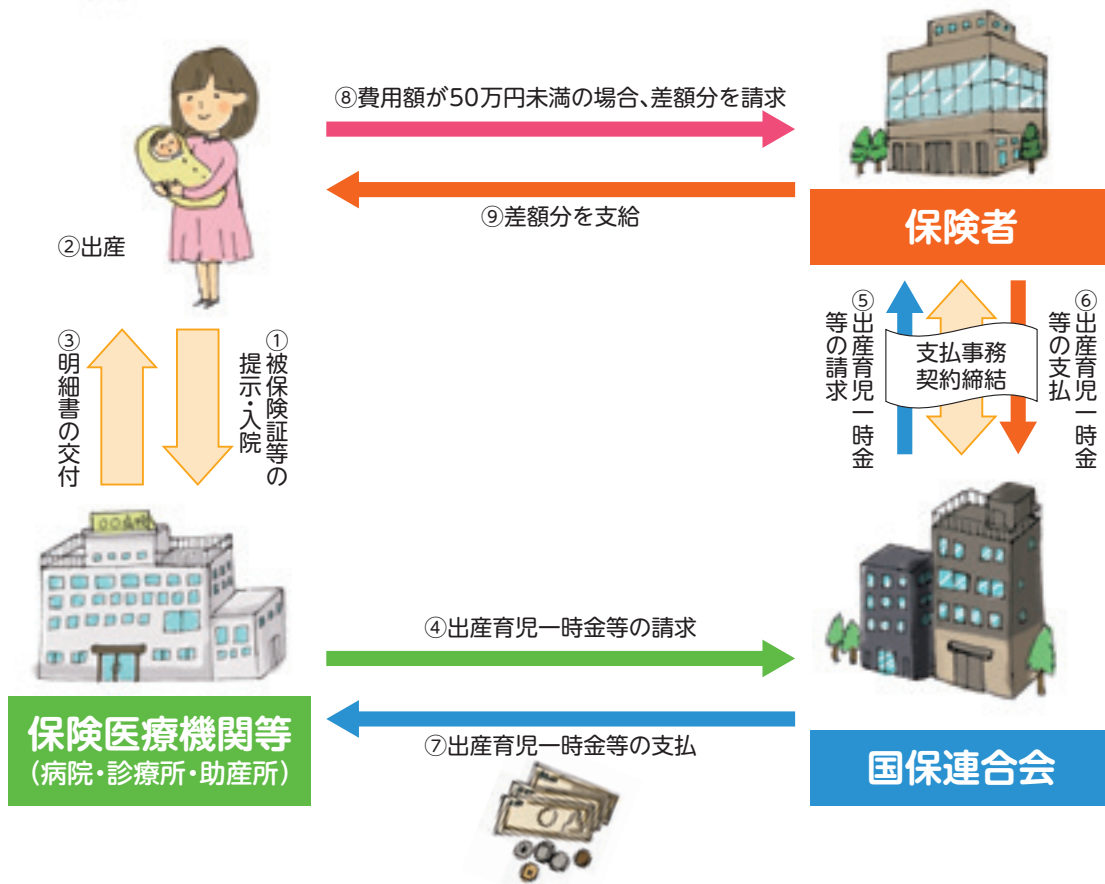 ⑧費用額が50万円未満の場合、差額分を請求
⑨差額分を支給
保険者
②出産
③明細書の交付
①被保険証等の
提示・入院
⑤出産育児一時金
等の請求
支払事務
契約締結
⑥出産育児一時金
等の支払
④出産育児一時金等の請求
⑦出産育児一時金等の支払
保険医療機関等
(病院・診療所・助産所)
国保連合会